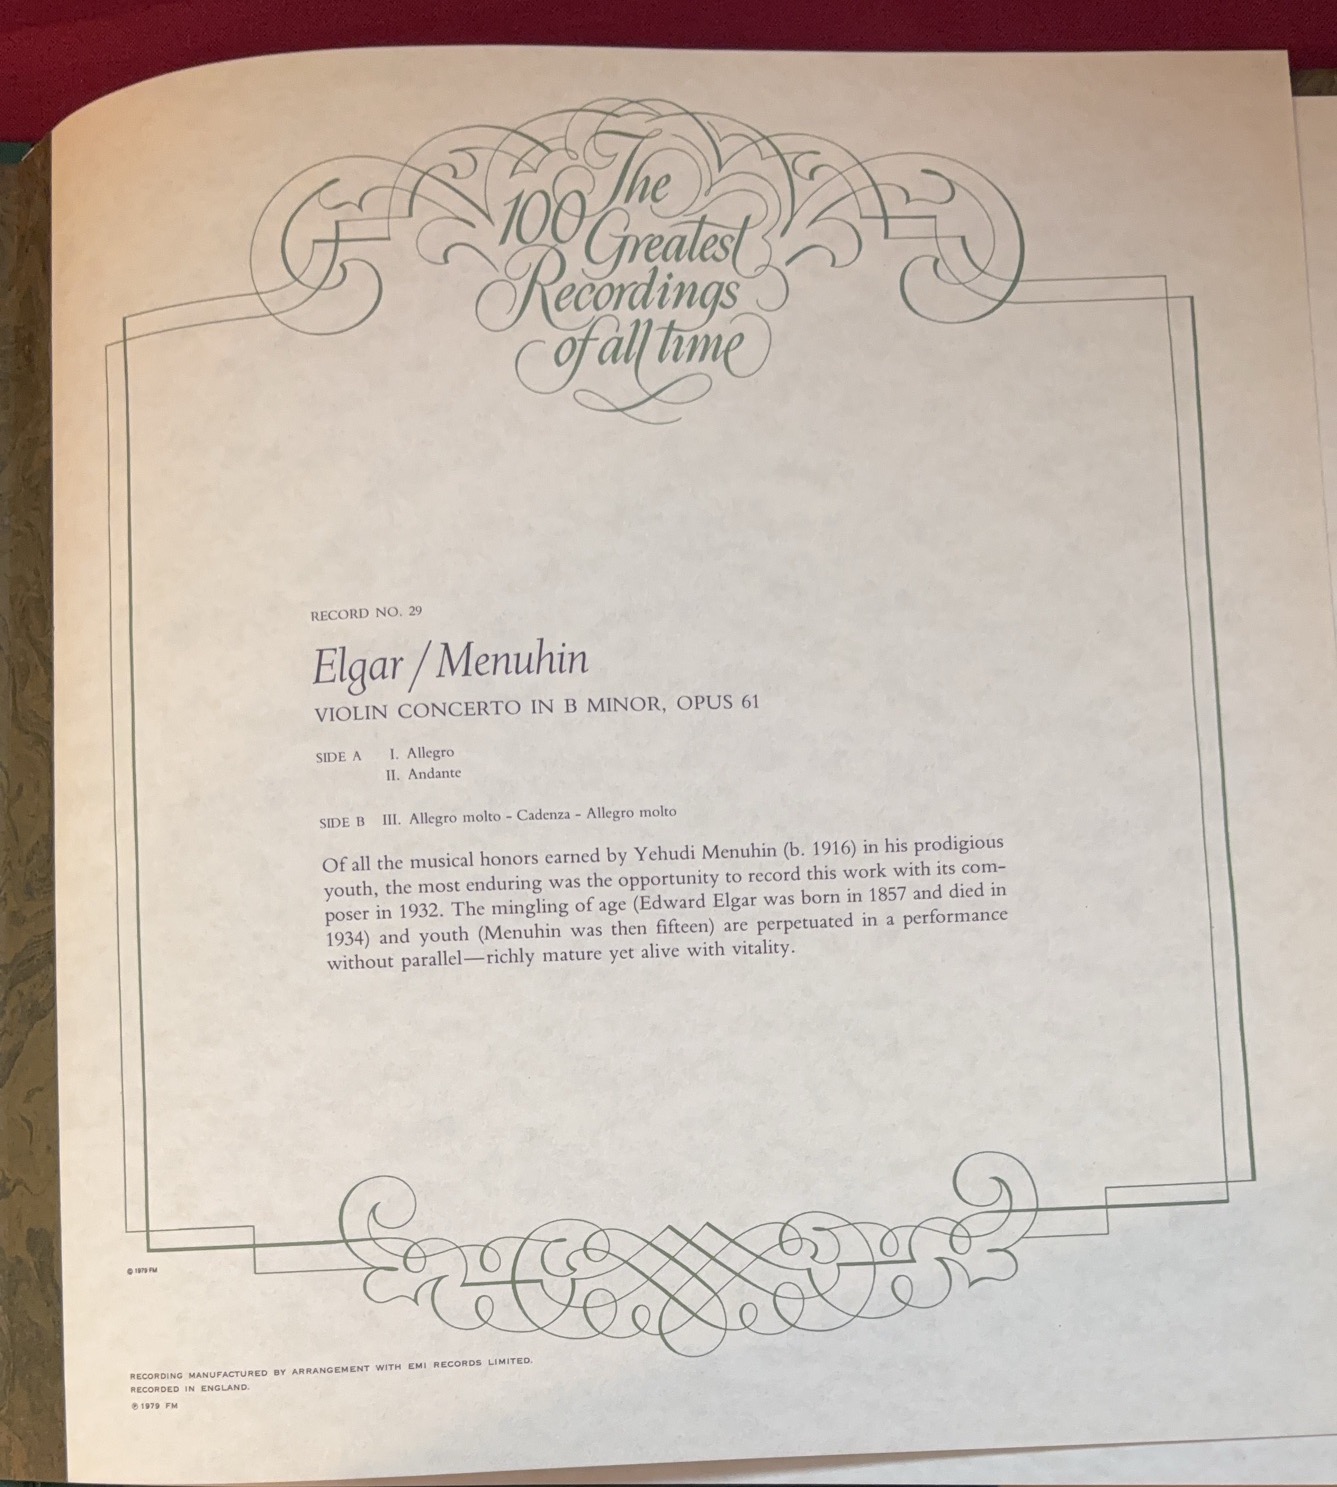 The
100 Greatest
Recordings
of all time
RECORD NO. 29
Elgar / Menuhin
VIOLIN CONCERTO IN B MINOR, OPUS 61
SIDE A I. Allegro
II. Andante
SIDE B III. Allegro molto - Cadenza - Allegro molto
Of all the musical honors earned by Yehudi Menuhin (b. 1916) in his prodigious
youth, the most enduring was the opportunity to record this work with its com-
poser in 1932. The mingling of age (Edward Elgar was born in 1857 and died in
1934) and youth (Menuhin was then fifteen) are perpetuated in a performance
without parallel—richly mature yet alive with vitality.
© 1979 FM
RECORDING MANUFACTURED BY ARRANGEMENT WITH EMI RECORDS LIMITED.
RECORDED IN ENGLAND.
℗ 1979 FM